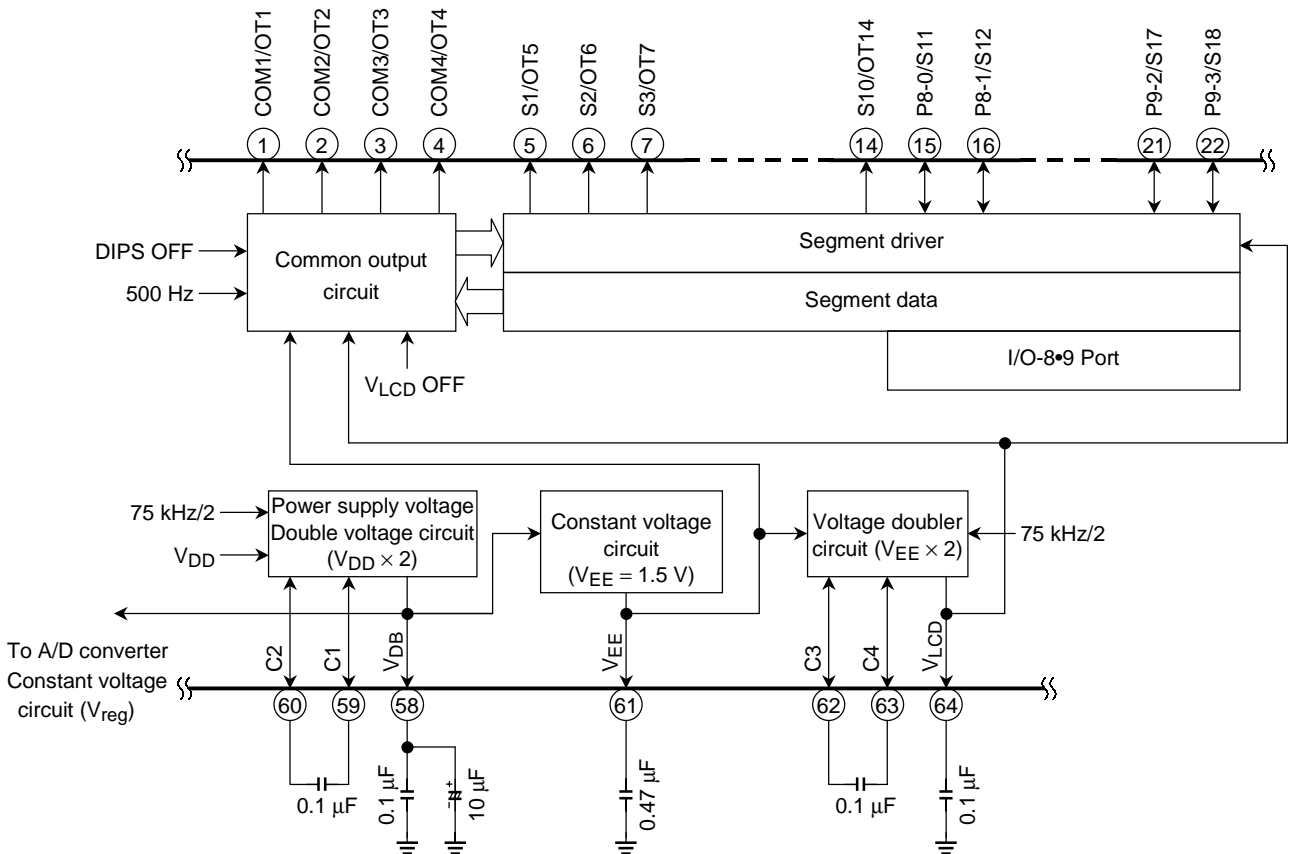 COM1/OT1
COM2/OT2
COM3/OT3
COM4/OT4
S1/OT5
S2/OT6
S3/OT7
S10/OT14
P8-0/S11
P8-1/S12
P9-2/S17
P9-3/S18
1
2
3
4
5
6
7
14
15
16
21
22
DIPS OFF
500 Hz
Common output
circuit
Segment driver
Segment data
I/O-8•9 Port
VLCD OFF
75 kHz/2
VDD
Power supply voltage
Double voltage circuit
(VDD × 2)
Constant voltage
circuit
(VEE = 1.5 V)
Voltage doubler
circuit (VEE × 2)
75 kHz/2
To A/D converter
Constant voltage
circuit (Vreg)
C2
C1
VDB
VEE
C3
C4
VLCD
60
59
58
61
62
63
64
0.1 μF
0.1 μF
+
-
10 μF
0.47 μF
0.1 μF
0.1 μF